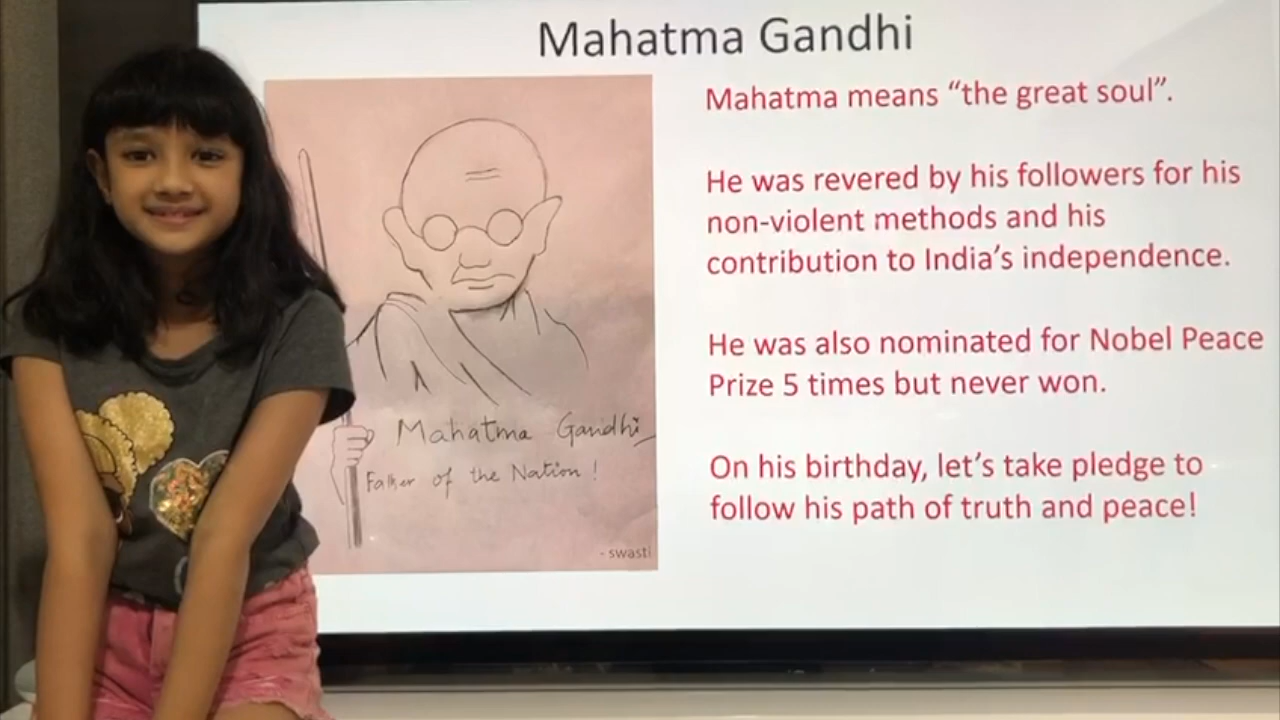 Mahatma Gandhi
Mahatma means “the great soul”.
He was revered by his followers for his
non-violent methods and his
contribution to India’s independence.
He was also nominated for Nobel Peace
Prize 5 times but never won.
On his birthday, let’s take pledge to
follow his path of truth and peace!
Mahatma Gandhi
Father of the Nation !
- swasti